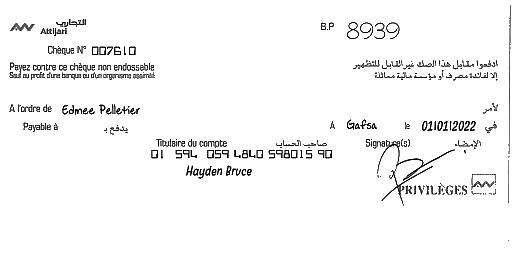 التجاري
Attijari
B.P 8939
Chèque N° 007610
Payez contre ce chèque non endossable
Sauf au profit d'une banque ou d'un organisme assimilé
ادفعوا مقابل هذا الصك غير القابل للتظهير
إلا لفائدة مصرف أو مؤسسة مالية مماثلة
A l'ordre de Edmee Pelletier لأمر
Payable à يدفع بـ
A Gafsa le 01/01/2022 في
Titulaire du compte صاحب الحساب
Signature(s) الإمضاء
01 594 059 4840 598015 90
Hayden Bruce
PRIVILÈGES